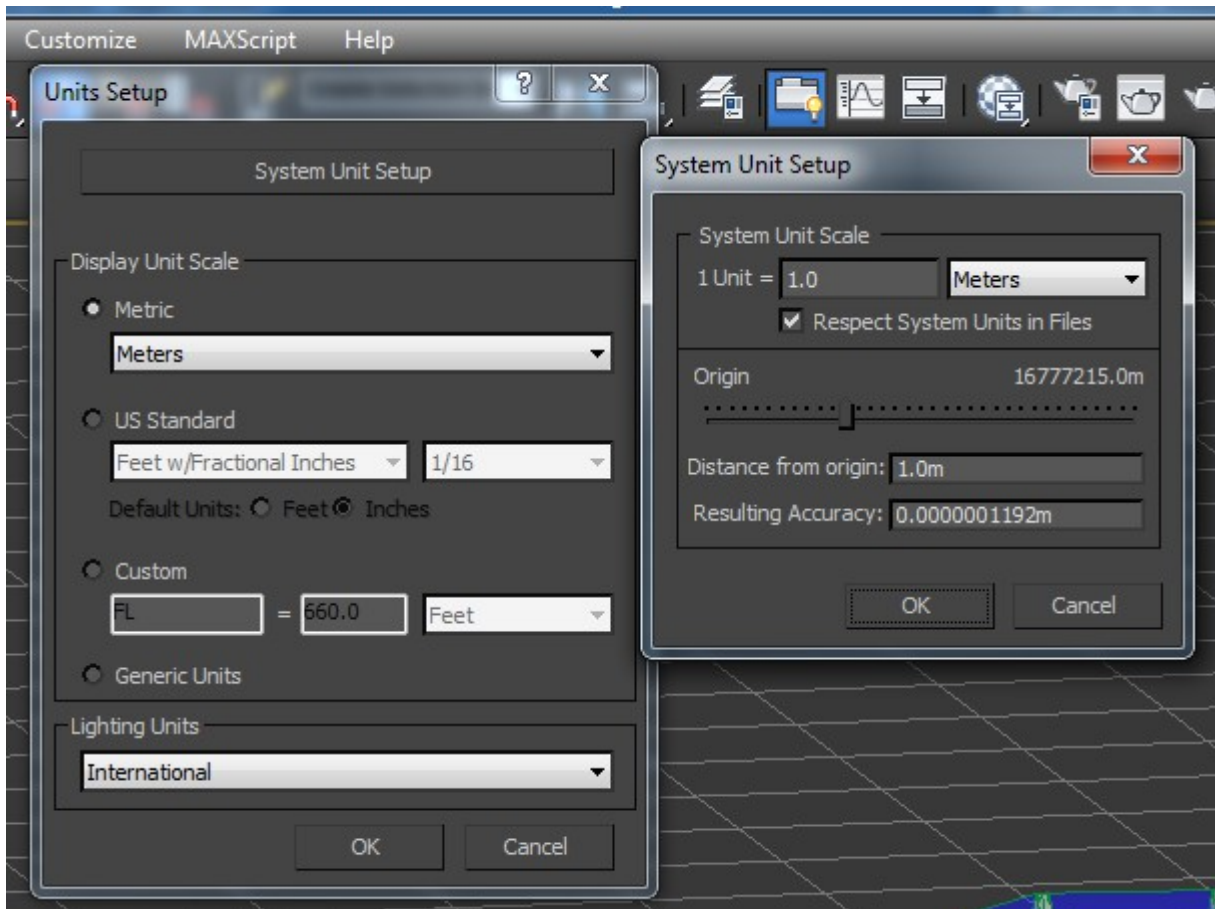 Customize MAXScript Help
Units Setup
System Unit Setup
Display Unit Scale
Metric
Meters
US Standard
Feet w/Fractional Inches 1/16
Default Units: Feet Inches
Custom
FL = 660.0 Feet
Generic Units
Lighting Units
International
OK Cancel
System Unit Setup
System Unit Scale
1 Unit = 1.0 Meters
Respect System Units in Files
Origin 16777215.0m
Distance from origin: 1.0m
Resulting Accuracy: 0.0000001192m
OK Cancel